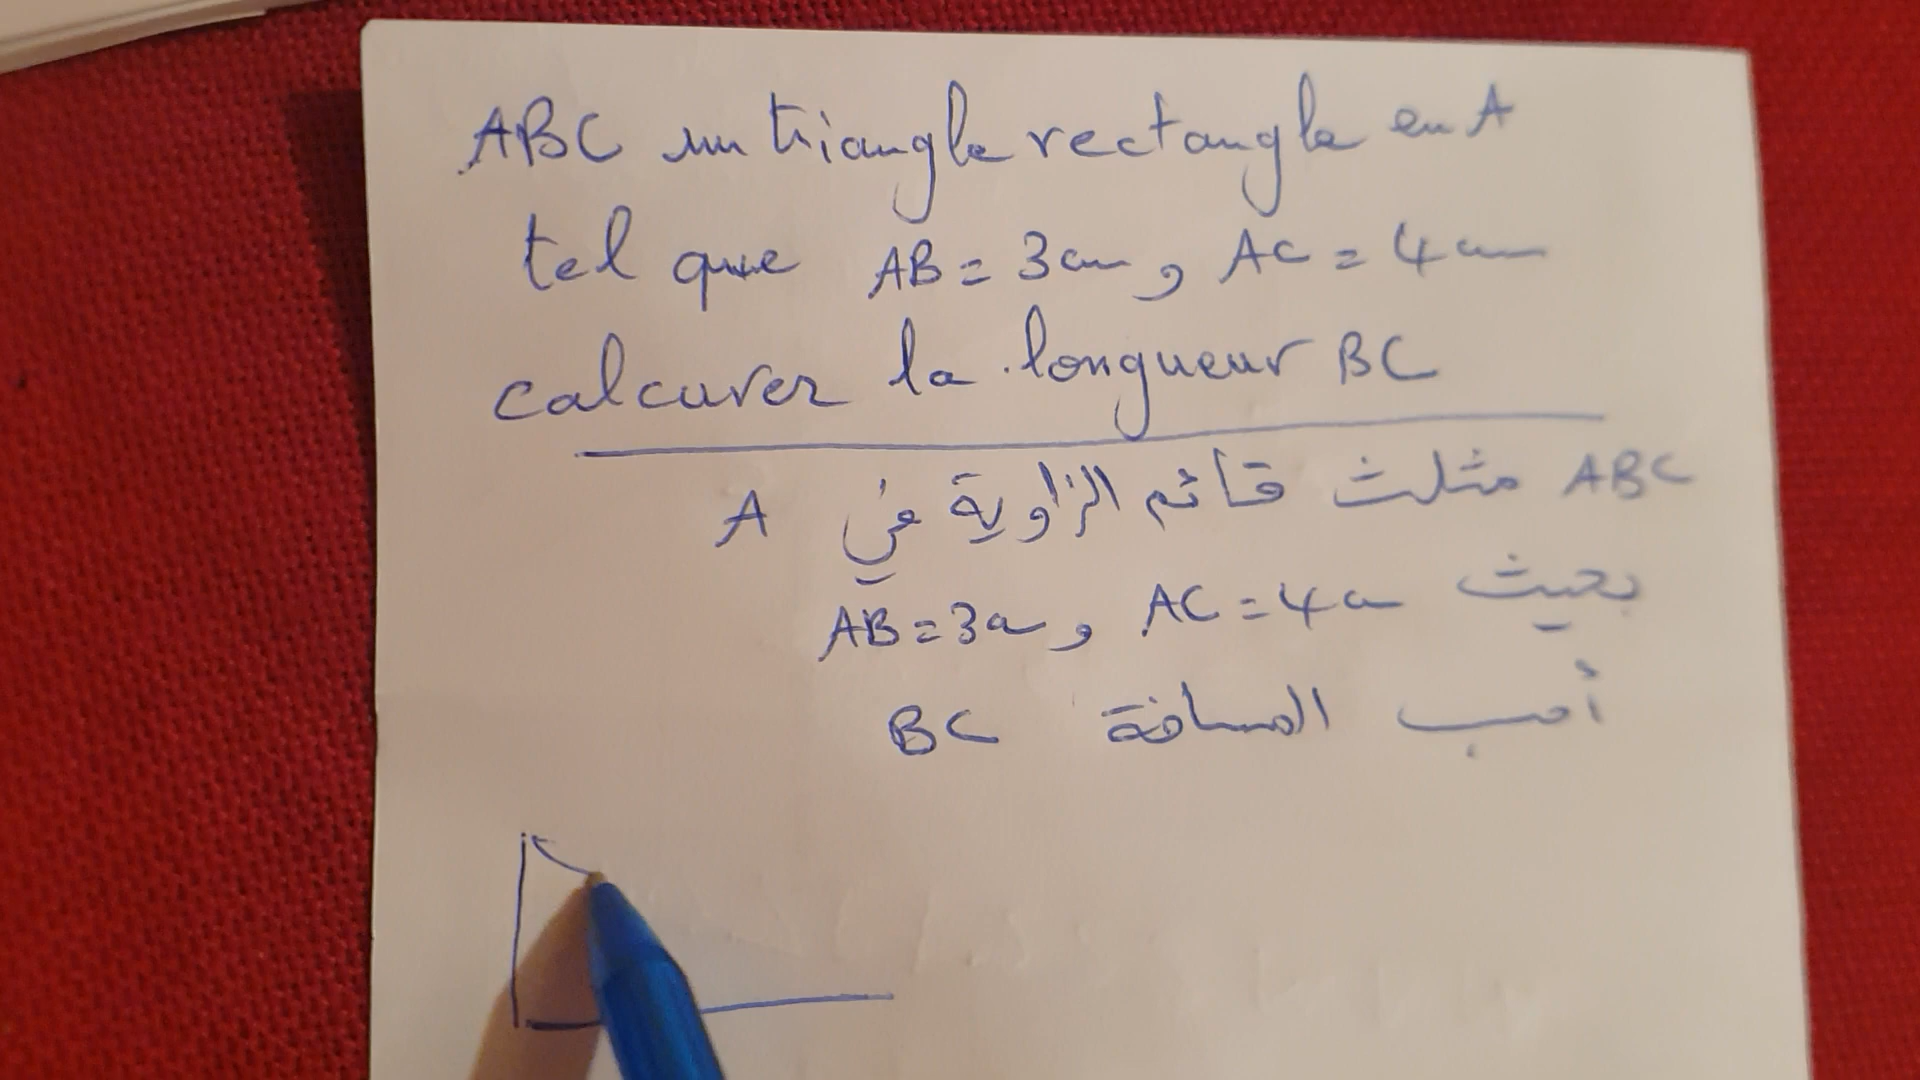 ABC un triangle rectangle en A
tel que AB = 3cm, AC = 4cm
calcurer la longueur BC
ABC مثلث قائم الزاوية في A
بحيث AB = 3cm, AC = 4cm
أحسب المسافة BC